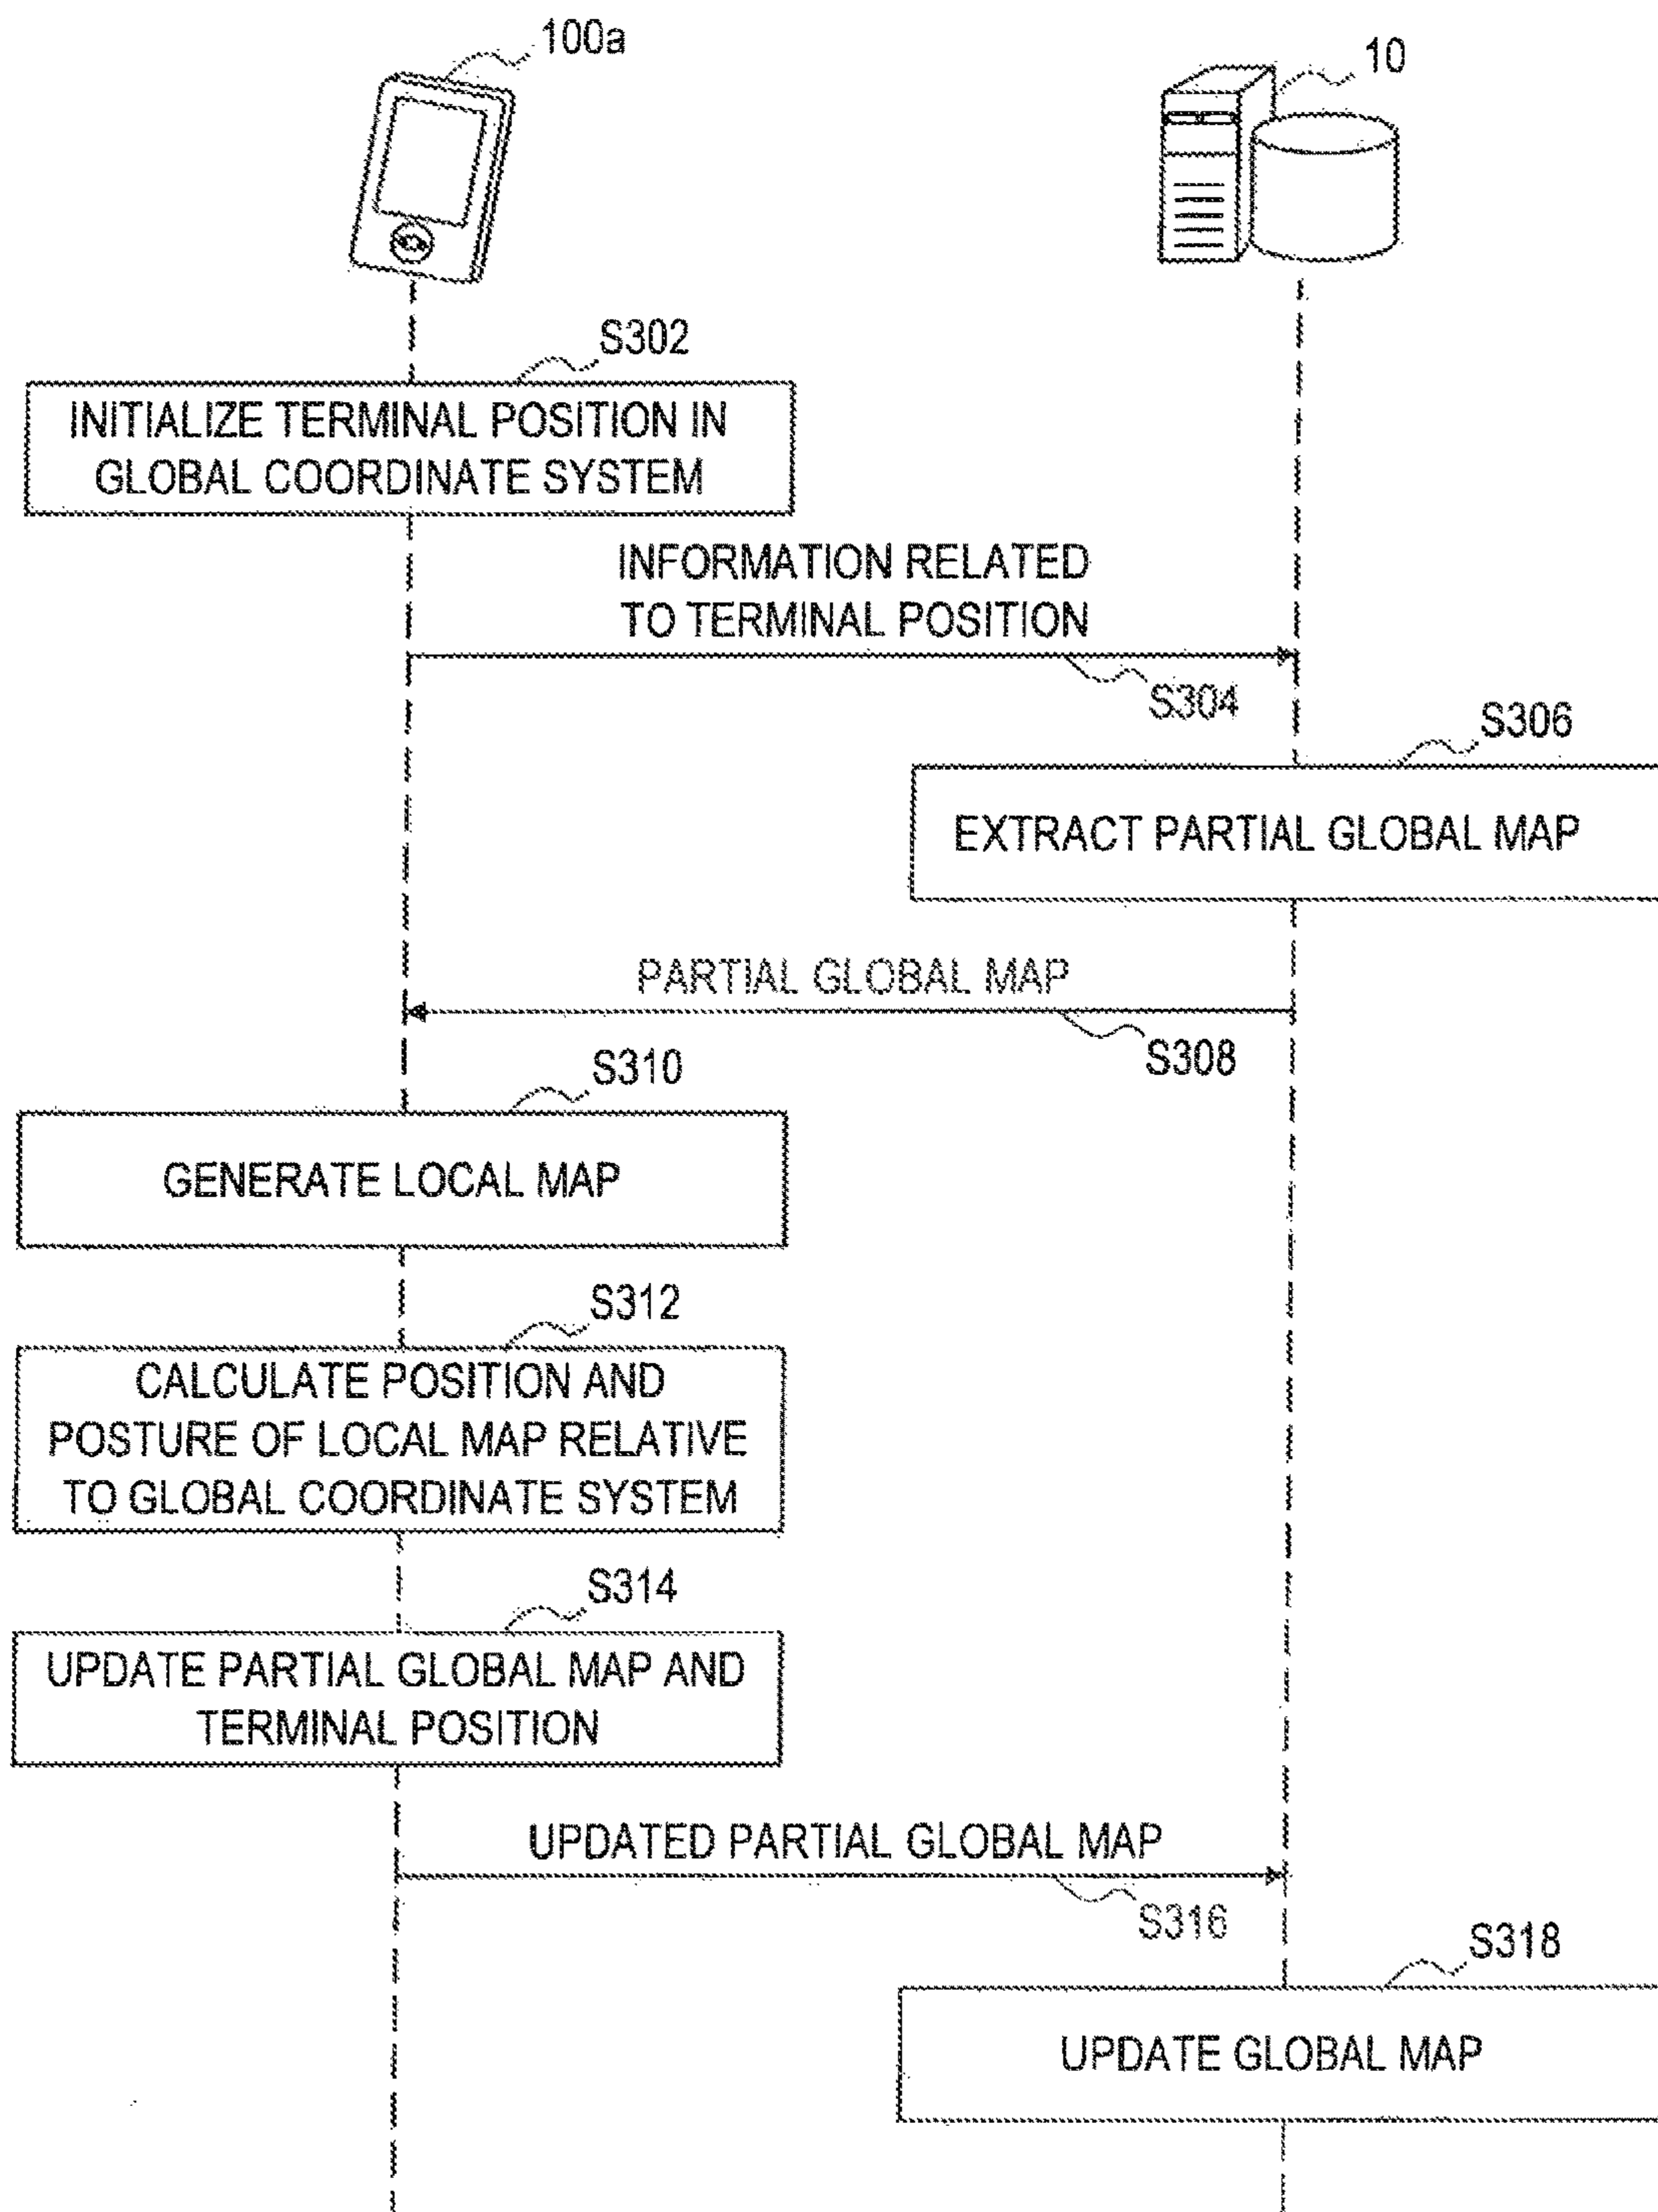 100a
10
S302
INITIALIZE TERMINAL POSITION IN
GLOBAL COORDINATE SYSTEM
INFORMATION RELATED
TO TERMINAL POSITION
S304
S306
EXTRACT PARTIAL GLOBAL MAP
PARTIAL GLOBAL MAP
S308
S310
GENERATE LOCAL MAP
S312
CALCULATE POSITION AND
POSTURE OF LOCAL MAP RELATIVE
TO GLOBAL COORDINATE SYSTEM
S314
UPDATE PARTIAL GLOBAL MAP AND
TERMINAL POSITION
UPDATED PARTIAL GLOBAL MAP
S316
S318
UPDATE GLOBAL MAP